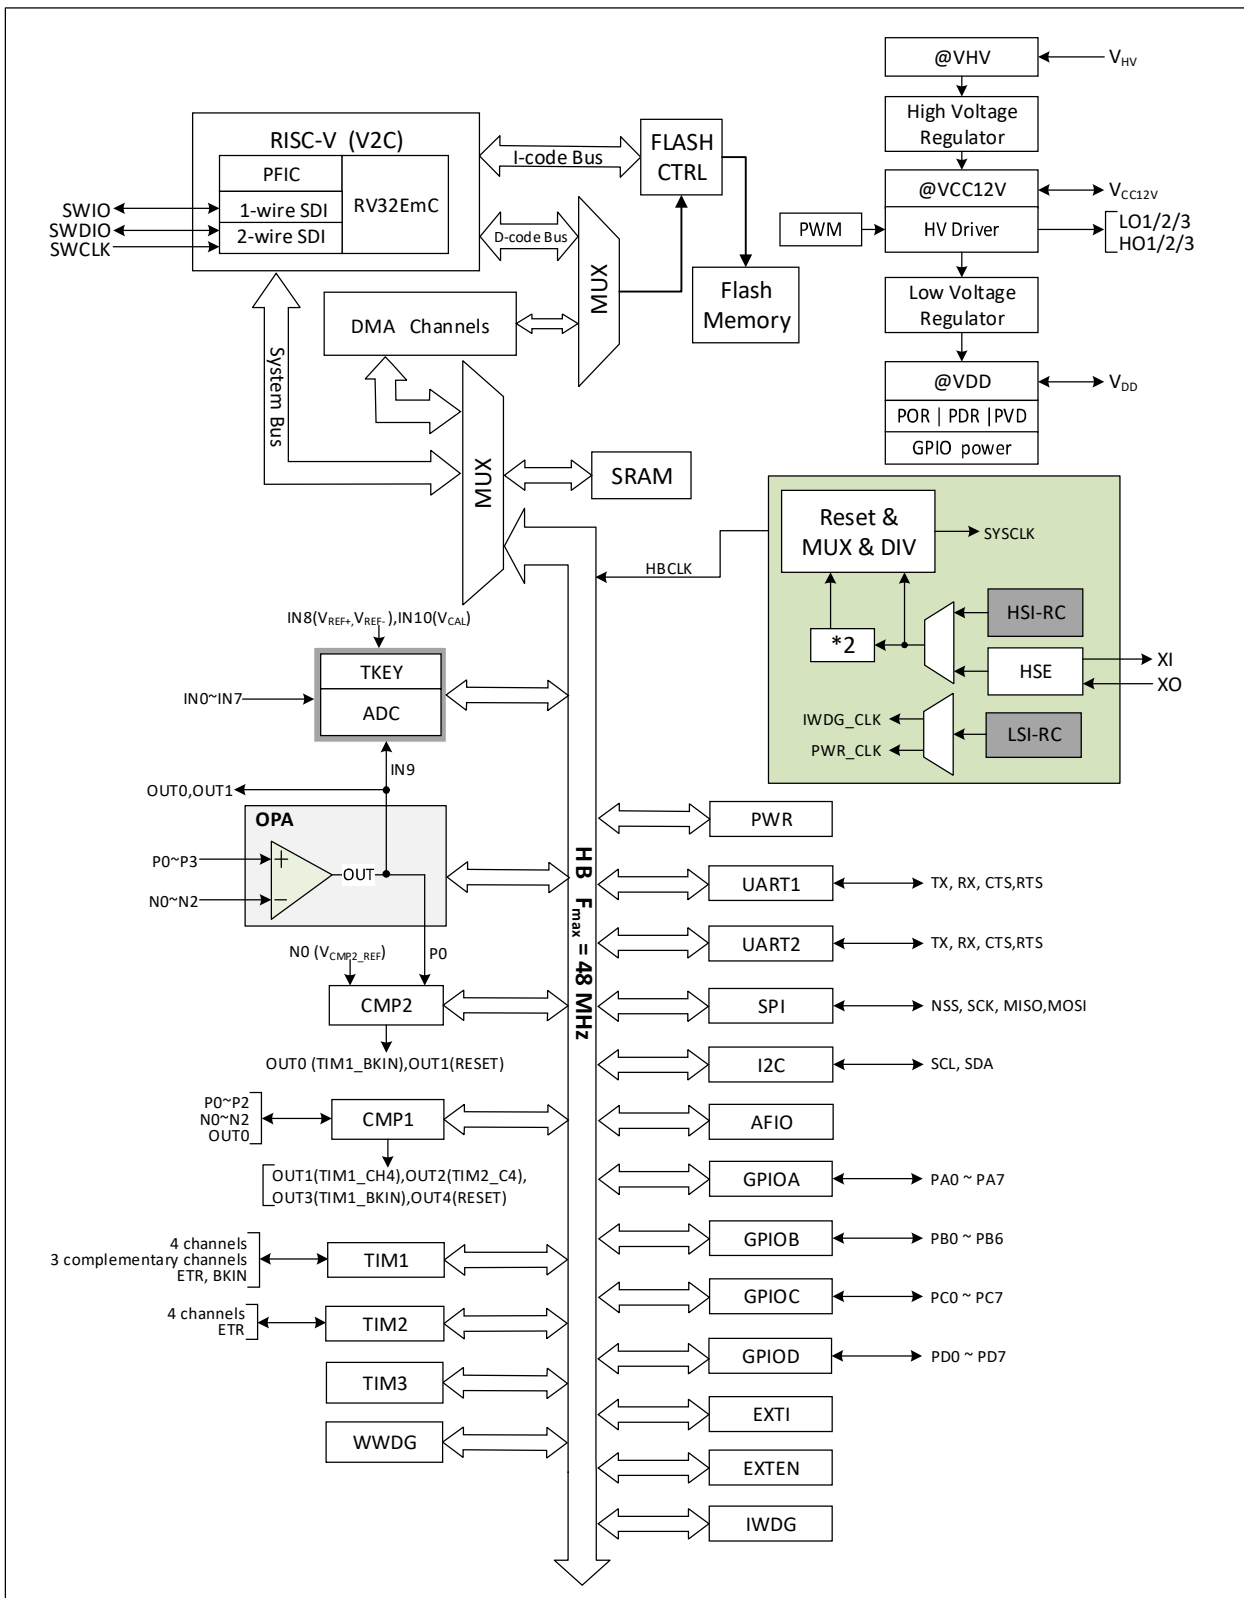 @VHV
V_HV
High Voltage
Regulator
@VCC12V
V_CC12V
PWM
HV Driver
LO1/2/3
HO1/2/3
Low Voltage
Regulator
@VDD
V_DD
POR | PDR |PVD
GPIO power
RISC-V (V2C)
PFIC
1-wire SDI
2-wire SDI
RV32EmC
SWIO
SWDIO
SWCLK
I-code Bus
FLASH
CTRL
D-code Bus
MUX
Flash
Memory
DMA Channels
System Bus
MUX
SRAM
HBCLK
Reset &
MUX & DIV
SYSCLK
*2
HSI-RC
HSE
XI
XO
IWDG_CLK
PWR_CLK
LSI-RC
IN8(V_REF+,V_REF-),IN10(V_CAL)
TKEY
ADC
IN0~IN7
IN9
OUT0,OUT1
OPA
P0~P3
+
OUT
N0~N2
−
N0 (V_CMP2_REF)
P0
CMP2
OUT0 (TIM1_BKIN),OUT1(RESET)
P0~P2
N0~N2
OUT0
CMP1
OUT1(TIM1_CH4),OUT2(TIM2_C4),
OUT3(TIM1_BKIN),OUT4(RESET)
4 channels
3 complementary channels
ETR, BKIN
TIM1
4 channels
ETR
TIM2
TIM3
WWDG
HB F_max = 48 MHz
PWR
UART1
TX, RX, CTS,RTS
UART2
TX, RX, CTS,RTS
SPI
NSS, SCK, MISO,MOSI
I2C
SCL, SDA
AFIO
GPIOA
PA0 ~ PA7
GPIOB
PB0 ~ PB6
GPIOC
PC0 ~ PC7
GPIOD
PD0 ~ PD7
EXTI
EXTEN
IWDG